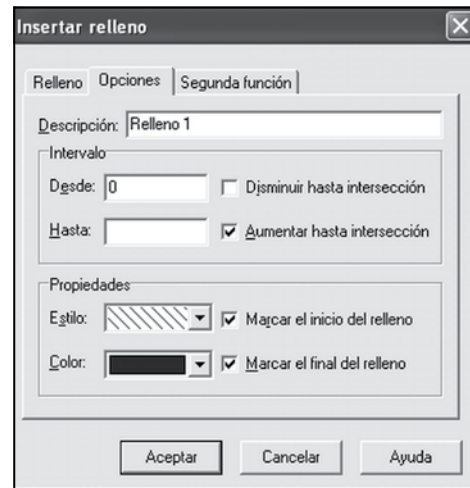 Insertar relleno
Relleno Opciones Segunda función
Descripción: Relleno 1
Intervalo
Desde: 0 Disminuir hasta intersección
Hasta: Aumentar hasta intersección
Propiedades
Estilo: Marcar el inicio del relleno
Color: Marcar el final del relleno
Aceptar Cancelar Ayuda